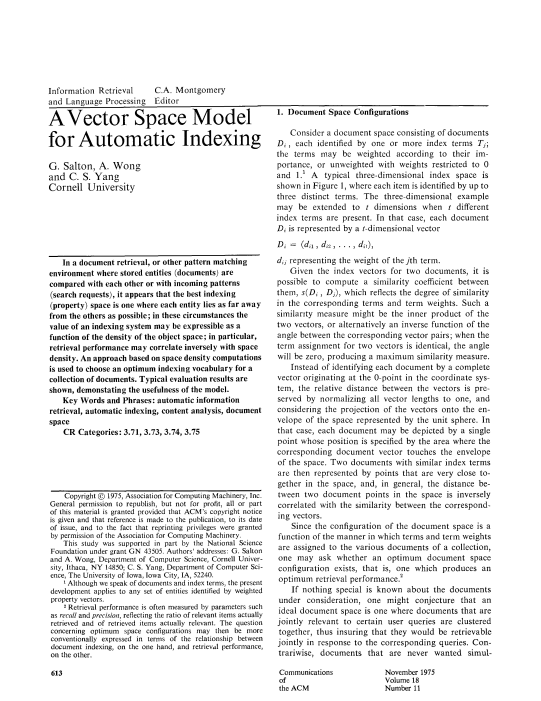 Information Retrieval C.A. Montgomery
and Language Processing Editor
A Vector Space Model
for Automatic Indexing
G. Salton, A. Wong
and C. S. Yang
Cornell University
In a document retrieval, or other pattern matching
environment where stored entities (documents) are
compared with each other or with incoming patterns
(search requests), it appears that the best indexing
(property) space is one where each entity lies as far away
from the others as possible; in these circumstances the
value of an indexing system may be expressible as a
function of the density of the object space; in particular,
retrieval performance may correlate inversely with space
density. An approach based on space density computations
is used to choose an optimum indexing vocabulary for a
collection of documents. Typical evaluation results are
shown, demonstating the usefulness of the model.
Key Words and Phrases: automatic information
retrieval, automatic indexing, content analysis, document
space
CR Categories: 3.71, 3.73, 3.74, 3.75
Copyright © 1975, Association for Computing Machinery, Inc.
General permission to republish, but not for profit, all or part
of this material is granted provided that ACM's copyright notice
is given and that reference is made to the publication, to its date
of issue, and to the fact that reprinting privileges were granted
by permission of the Association for Computing Machinery.
This study was supported in part by the National Science
Foundation under grant GN 43505. Authors' addresses: G. Salton
and A. Wong, Department of Computer Science, Cornell Univer-
sity, Ithaca, NY 14850; C. S. Yang, Department of Computer Sci-
ence, The University of Iowa, Iowa City, IA, 52240.
¹ Although we speak of documents and index terms, the present
development applies to any set of entities identified by weighted
property vectors.
² Retrieval performance is often measured by parameters such
as recall and precision, reflecting the ratio of relevant items actually
retrieved and of retrieved items actually relevant. The question
concerning optimum space configurations may then be more
conventionally expressed in terms of the relationship between
document indexing, on the one hand, and retrieval performance,
on the other.
613
1. Document Space Configurations
Consider a document space consisting of documents
Dᵢ, each identified by one or more index terms Tⱼ;
the terms may be weighted according to their im-
portance, or unweighted with weights restricted to 0
and 1.¹ A typical three-dimensional index space is
shown in Figure 1, where each item is identified by up to
three distinct terms. The three-dimensional example
may be extended to t dimensions when t different
index terms are present. In that case, each document
Dᵢ is represented by a t-dimensional vector
Dᵢ = (dᵢ₁, dᵢ₂, . . . , dᵢₜ),
dᵢⱼ representing the weight of the jth term.
Given the index vectors for two documents, it is
possible to compute a similarity coefficient between
them, s(Dᵢ, Dⱼ), which reflects the degree of similarity
in the corresponding terms and term weights. Such a
similarity measure might be the inner product of the
two vectors, or alternatively an inverse function of the
angle between the corresponding vector pairs; when the
term assignment for two vectors is identical, the angle
will be zero, producing a maximum similarity measure.
Instead of identifying each document by a complete
vector originating at the 0-point in the coordinate sys-
tem, the relative distance between the vectors is pre-
served by normalizing all vector lengths to one, and
considering the projection of the vectors onto the en-
velope of the space represented by the unit sphere. In
that case, each document may be depicted by a single
point whose position is specified by the area where the
corresponding document vector touches the envelope
of the space. Two documents with similar index terms
are then represented by points that are very close to-
gether in the space, and, in general, the distance be-
tween two document points in the space is inversely
correlated with the similarity between the correspond-
ing vectors.
Since the configuration of the document space is a
function of the manner in which terms and term weights
are assigned to the various documents of a collection,
one may ask whether an optimum document space
configuration exists, that is, one which produces an
optimum retrieval performance.²
If nothing special is known about the documents
under consideration, one might conjecture that an
ideal document space is one where documents that are
jointly relevant to certain user queries are clustered
together, thus insuring that they would be retrievable
jointly in response to the corresponding queries. Con-
trariwise, documents that are never wanted simul-
Communications
of
the ACM
November 1975
Volume 18
Number 11